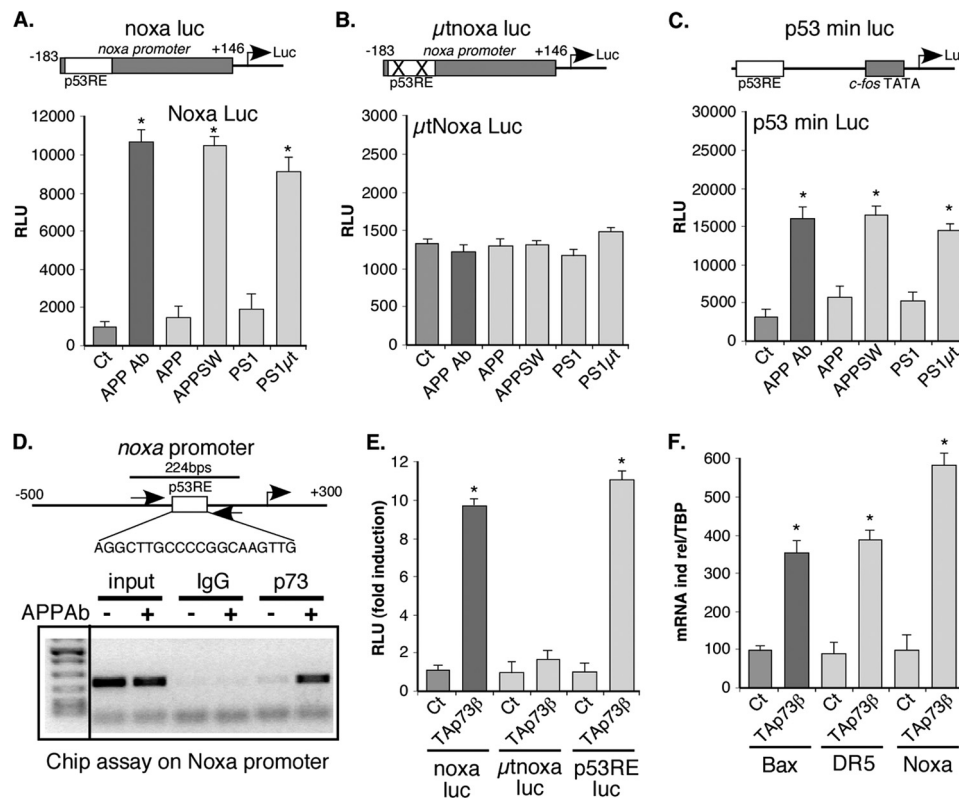 A.
noxa luc
-183
noxa promoter
+146
Luc
p53RE
Noxa Luc
12000
10000
8000
6000
4000
2000
0
RLU
*
*
*
Ct
APP Ab
APP
APPSW
PS1
PS1µt
B.
µtnoxa luc
-183
noxa promoter
+146
Luc
p53RE
µtNoxa Luc
3000
2500
2000
1500
1000
500
0
RLU
Ct
APP Ab
APP
APPSW
PS1
PS1µt
C.
p53 min luc
Lu
p53RE
c-fos TATA
p53 min Luc
30000
25000
20000
15000
10000
5000
0
RLU
*
*
*
Ct
APP Ab
APP
APPSW
PS1
PS1µt
D.
noxa promoter
224bps
-500
p53RE
+300
AGGCTTGCCCCGGCAAGTTG
input IgG p73
APPAb - + - + - +
Chip assay on Noxa promoter
E.
12
10
8
6
4
2
0
RLU (fold induction)
*
*
Ct
TAp73β
Ct
TAp73β
Ct
TAp73β
noxa luc
µtnoxa luc
p53RE luc
F.
600
500
400
300
200
100
0
mRNA ind rel/TBP
*
*
*
Ct
TAp73β
Ct
TAp73β
Ct
TAp73β
Bax
DR5
Noxa